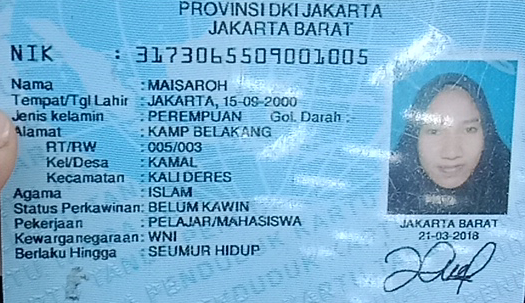 PROVINSI DKI JAKARTA
JAKARTA BARAT
NIK : 3173065509001005
Nama : MAISAROH
Tempat/Tgl Lahir : JAKARTA, 15-09-2000
Jenis kelamin : PEREMPUAN Gol. Darah : -
Alamat : KAMP BELAKANG
RT/RW : 005/003
Kel/Desa : KAMAL
Kecamatan : KALI DERES
Agama : ISLAM
Status Perkawinan: BELUM KAWIN
Pekerjaan : PELAJAR/MAHASISWA
Kewarganegaraan: WNI
Berlaku Hingga : SEUMUR HIDUP
JAKARTA BARAT
21-03-2018